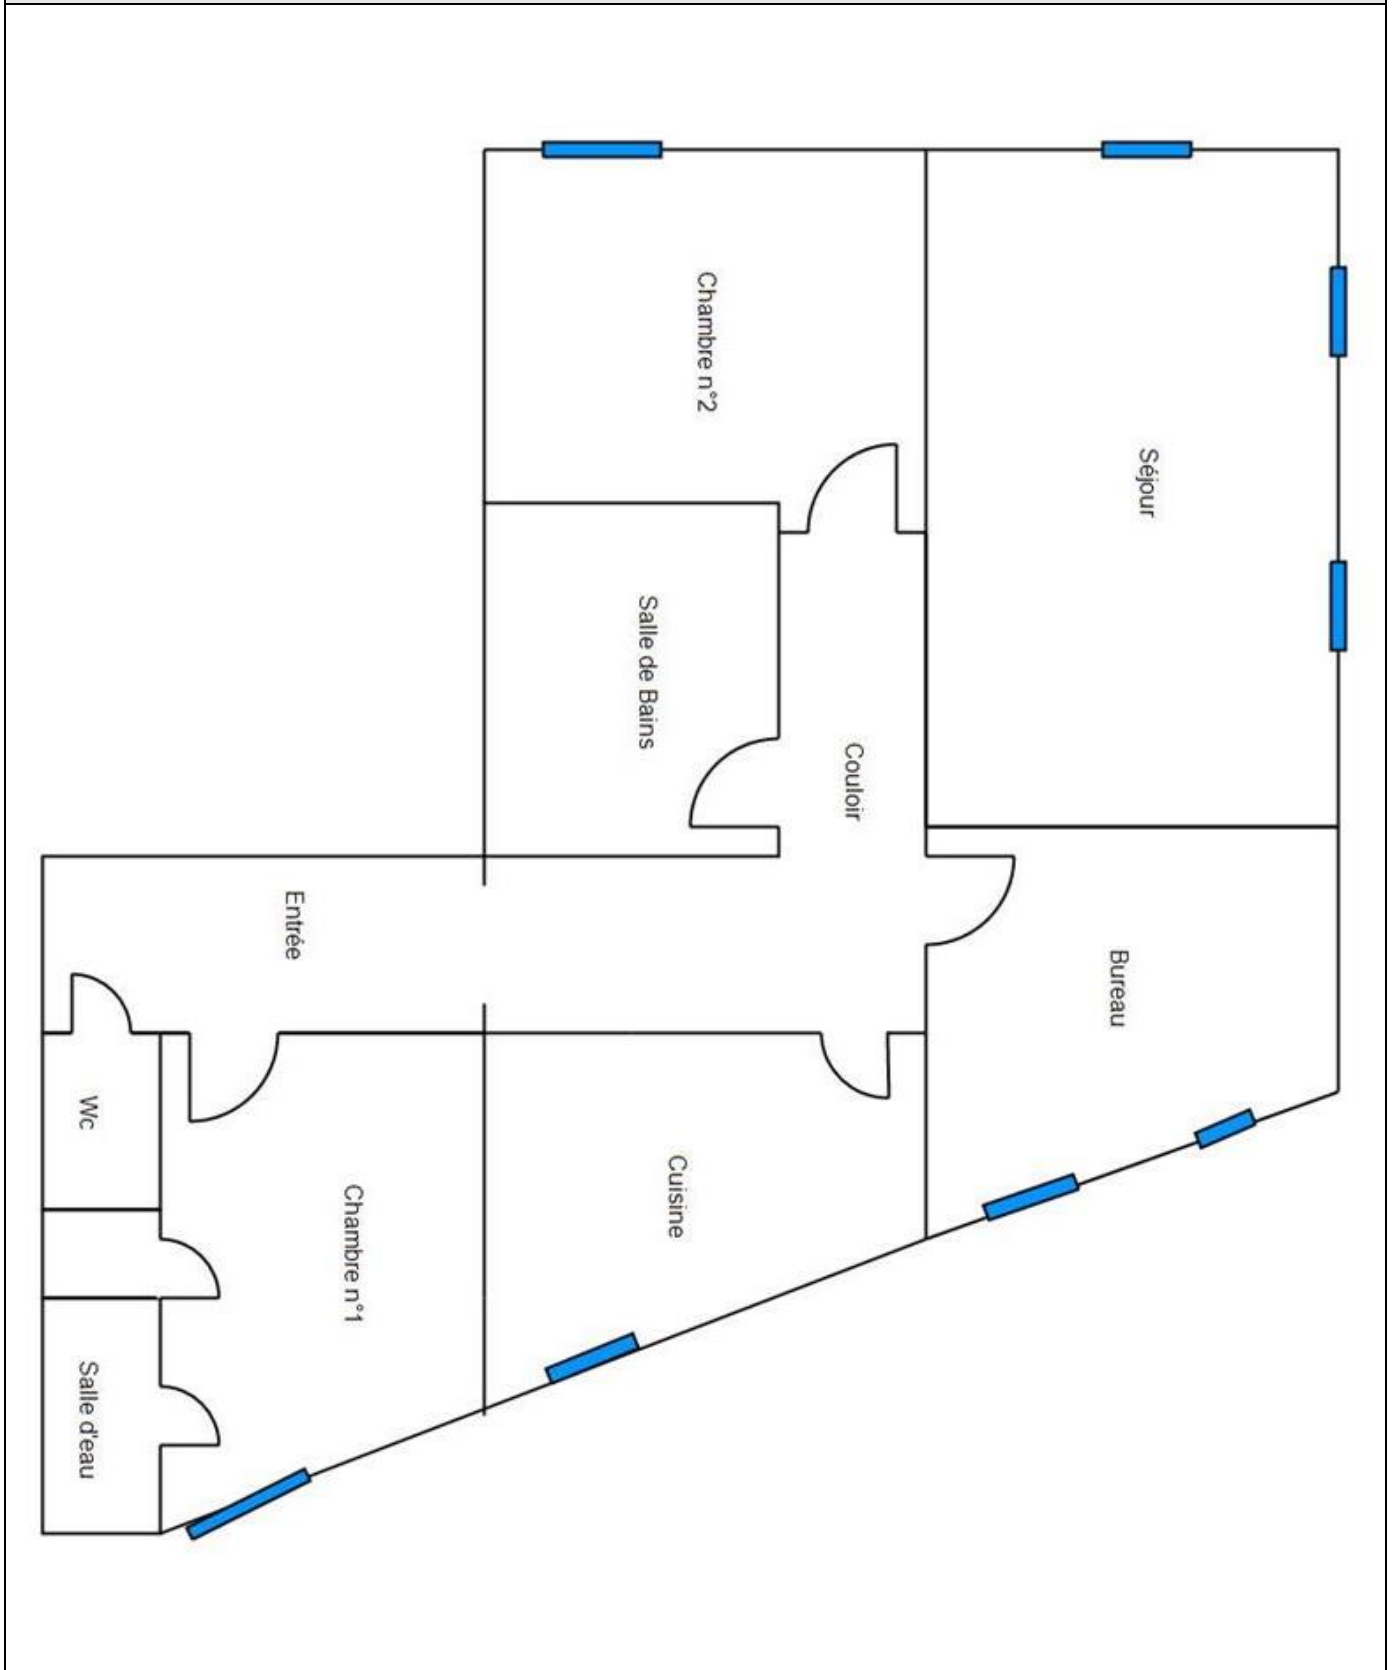 Séjour
Chambre n°2
Salle de Bains
Couloir
Bureau
Entrée
Cuisine
Wc
Chambre n°1
Salle d'eau